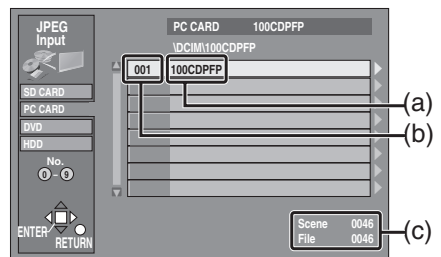 JPEG
Input
PC CARD 100CDPFP
\DCIM\100CDPFP
001 100CDPFP
SD CARD
PC CARD
DVD
HDD
No.
0 - 9
ENTER
RETURN
Scene 0046
File 0046
(a)
(b)
(c)